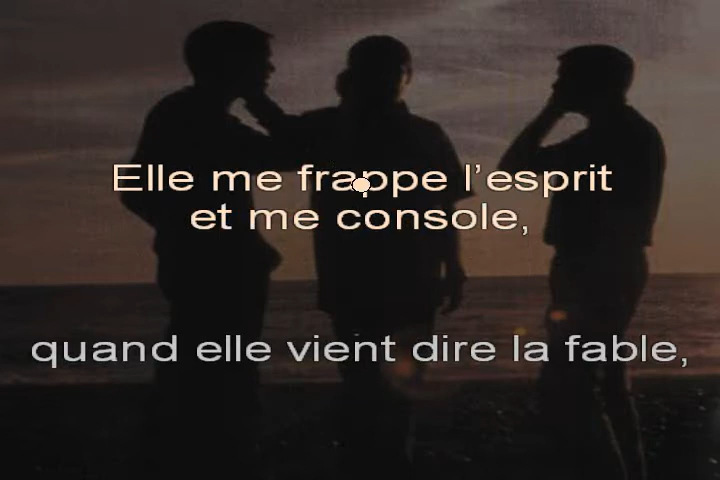 Elle me frappe l'esprit
et me console,
quand elle vient dire la fable,